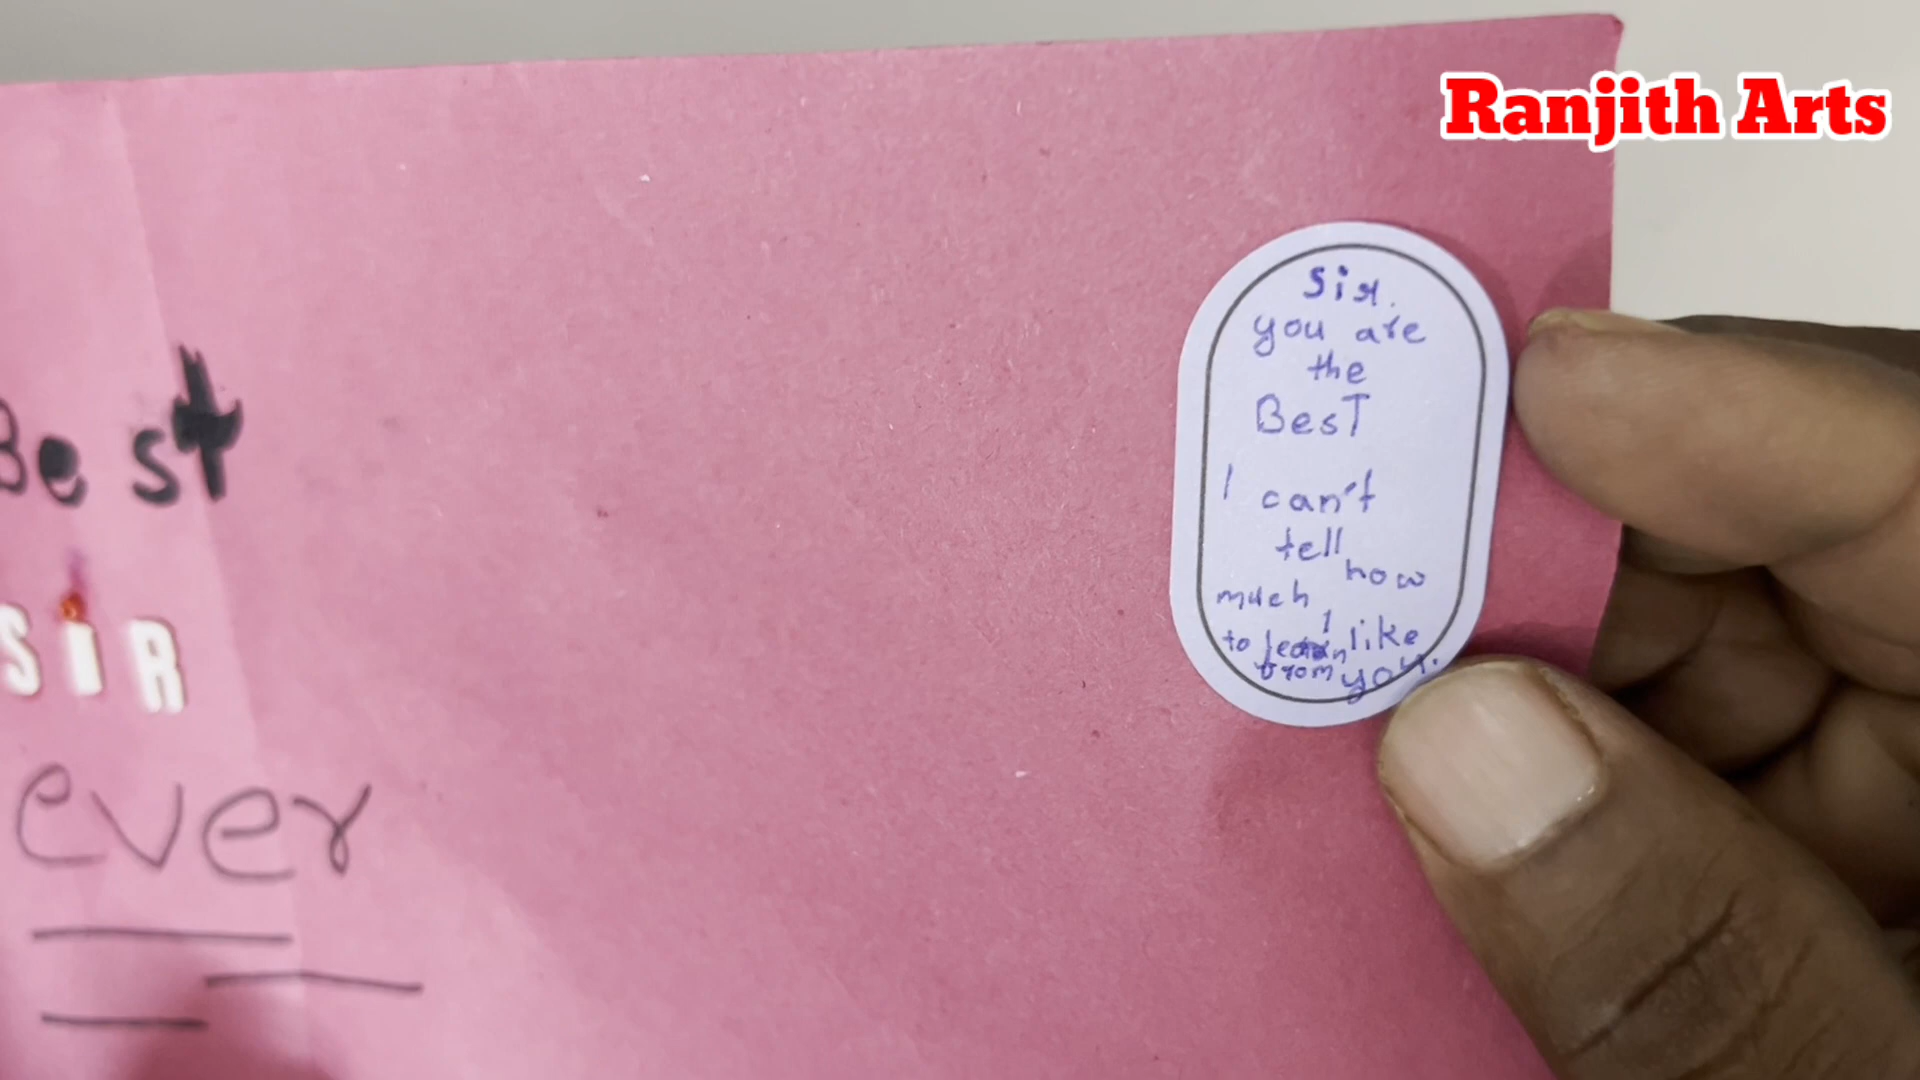 Ranjith Arts
Best
SiR
ever
Sir.
you are
the
BesT
I can't
tell
how
much
I like
to learn
from you.